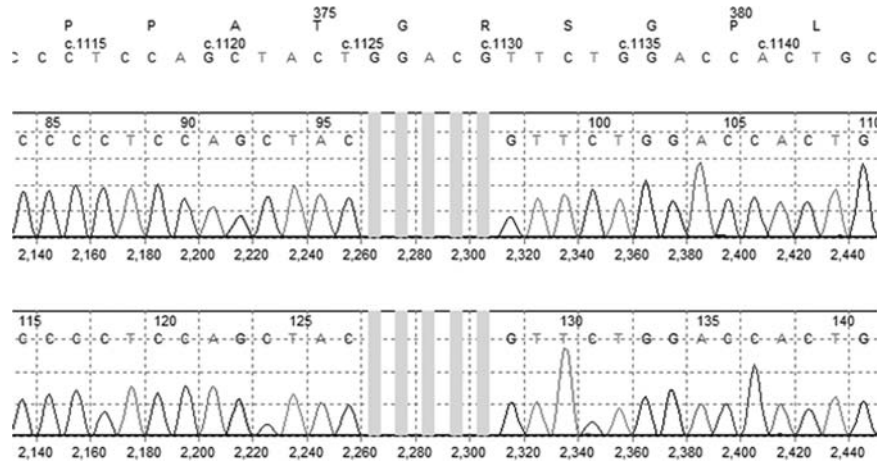 375 380
P P A T G R S G P L
c.1115 c.1120 c.1125 c.1130 c.1135 c.1140
C C C T C C A G C T A C T G G A C G T T C T G G A C C A C T G C
85 90 95 100 105 110
C C C C T C C A G C T A C G T T C T G G A C C A C T G
2,140 2,160 2,180 2,200 2,220 2,240 2,260 2,280 2,300 2,320 2,340 2,360 2,380 2,400 2,420 2,440
115 120 125 130 135 140
C C C C T C C A G C T A C G T T C T G G A C C A C T G
2,140 2,160 2,180 2,200 2,220 2,240 2,260 2,280 2,300 2,320 2,340 2,360 2,380 2,400 2,420 2,440